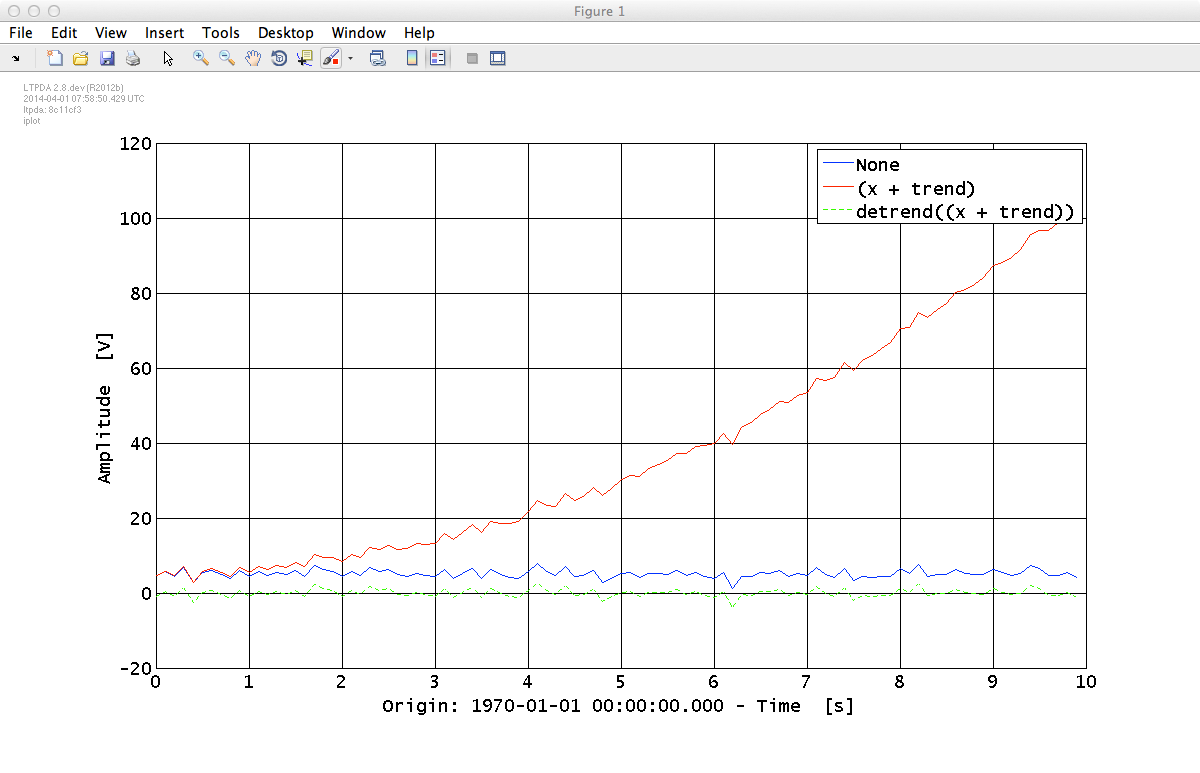 Figure 1
File Edit View Insert Tools Desktop Window Help
LTPDA 2.8.dev (R2012b)
2014-04-01 07:58:50.429 UTC
ltpda: 8c11cf3
iplot
120
100
80
60
40
20
0
-20
Amplitude [V]
None
(x + trend)
detrend((x + trend))
0 1 2 3 4 5 6 7 8 9 10
Origin: 1970-01-01 00:00:00.000 - Time [s]